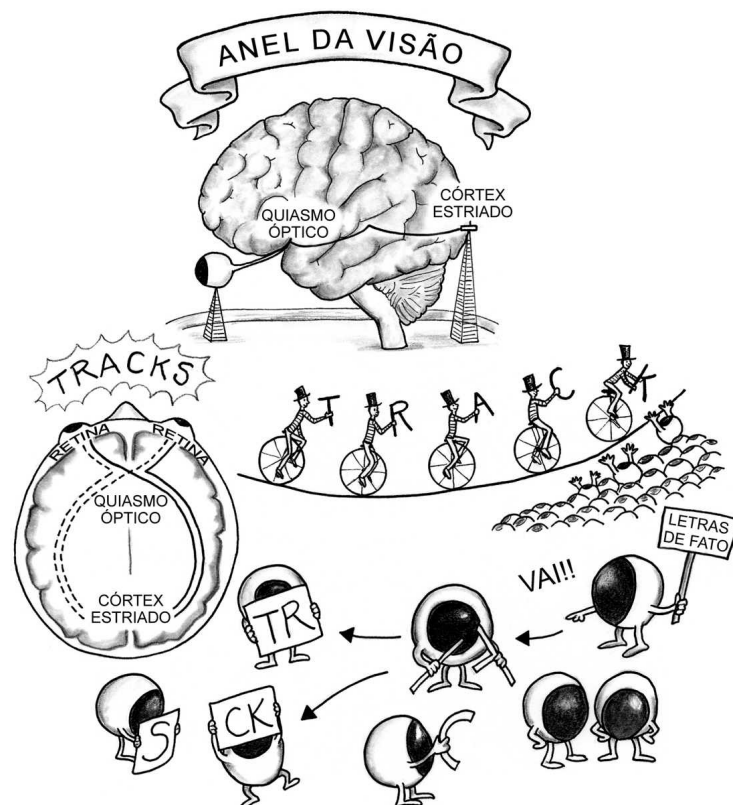 ANEL DA VISÃO
QUIASMO
ÓPTICO
CÓRTEX
ESTRIADO
TRACKS
RETINA
RETINA
QUIASMO
ÓPTICO
CÓRTEX
ESTRIADO
T R A C T
LETRAS
DE FATO
VAI!!
TR
S
CK